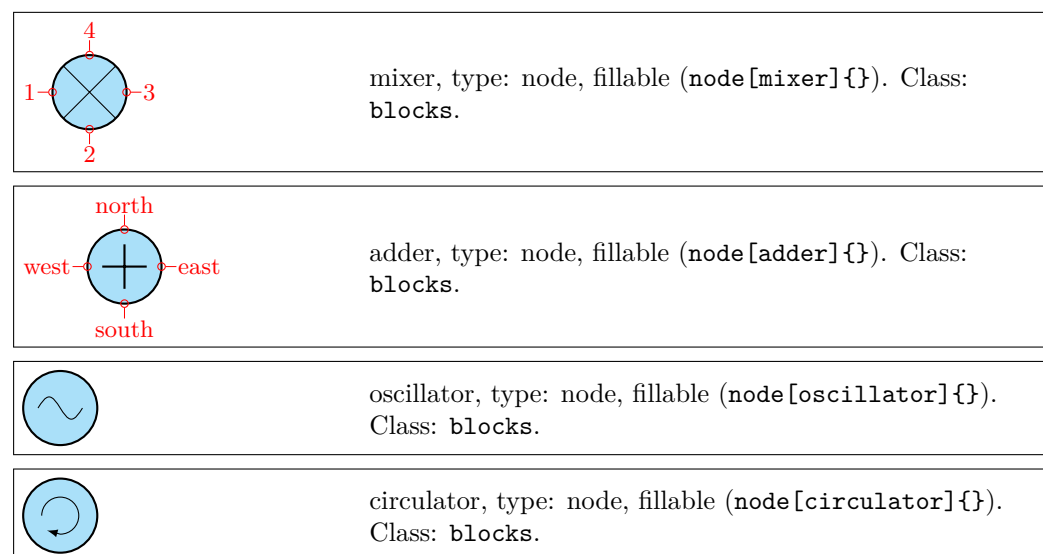 4
1
3
2
mixer, type: node, fillable (node[mixer]{}). Class:
blocks.
north
west
east
south
adder, type: node, fillable (node[adder]{}). Class:
blocks.
oscillator, type: node, fillable (node[oscillator]{}).
Class: blocks.
circulator, type: node, fillable (node[circulator]{}).
Class: blocks.